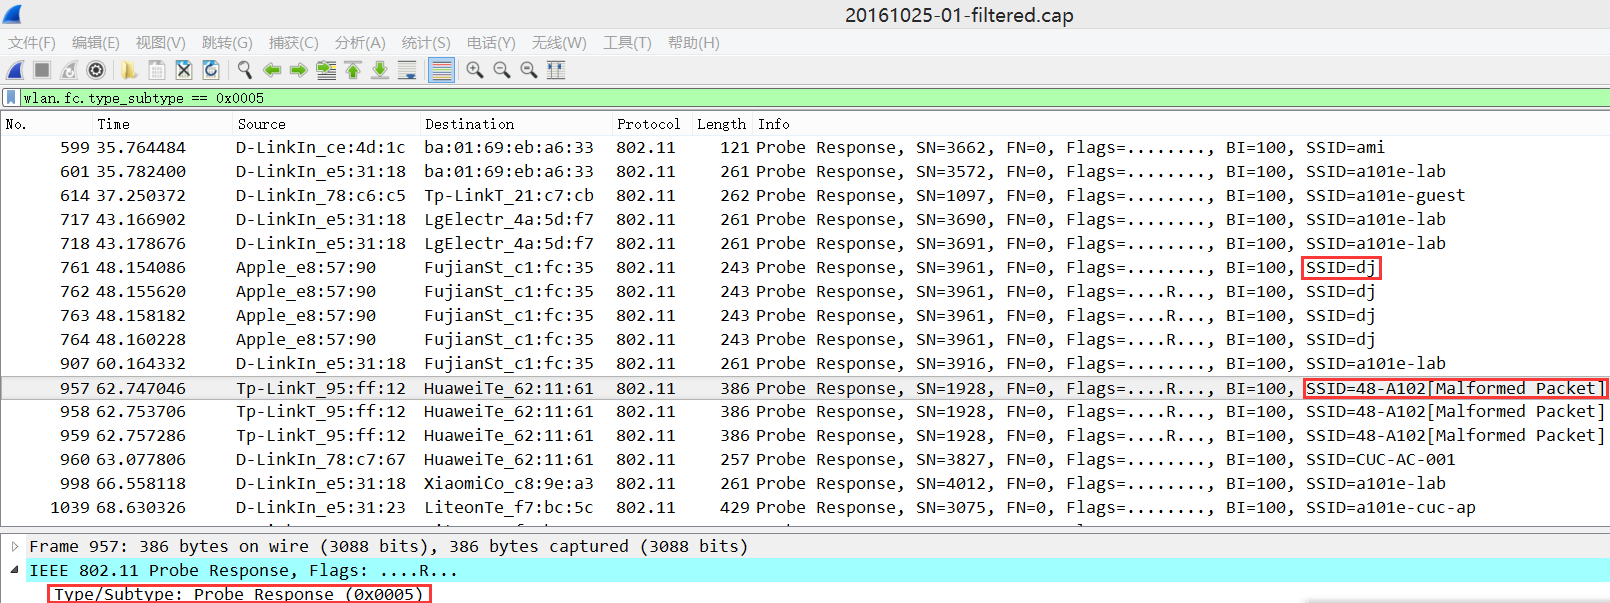 20161025-01-filtered.cap
文件(F) 编辑(E) 视图(V) 跳转(G) 捕获(C) 分析(A) 统计(S) 电话(Y) 无线(W) 工具(T) 帮助(H)
wlan.fc.type_subtype == 0x0005
No. Time Source Destination Protocol Length Info
599 35.764484 D-LinkIn_ce:4d:1c ba:01:69:eb:a6:33 802.11 121 Probe Response, SN=3662, FN=0, Flags=........, BI=100, SSID=ami
601 35.782400 D-LinkIn_e5:31:18 ba:01:69:eb:a6:33 802.11 261 Probe Response, SN=3572, FN=0, Flags=........, BI=100, SSID=a101e-lab
614 37.250372 D-LinkIn_78:c6:c5 Tp-LinkT_21:c7:cb 802.11 262 Probe Response, SN=1097, FN=0, Flags=........, BI=100, SSID=a101e-guest
717 43.166902 D-LinkIn_e5:31:18 LgElectr_4a:5d:f7 802.11 261 Probe Response, SN=3690, FN=0, Flags=........, BI=100, SSID=a101e-lab
718 43.178676 D-LinkIn_e5:31:18 LgElectr_4a:5d:f7 802.11 261 Probe Response, SN=3691, FN=0, Flags=........, BI=100, SSID=a101e-lab
761 48.154086 Apple_e8:57:90 FujianSt_c1:fc:35 802.11 243 Probe Response, SN=3961, FN=0, Flags=........, BI=100, SSID=dj
762 48.155620 Apple_e8:57:90 FujianSt_c1:fc:35 802.11 243 Probe Response, SN=3961, FN=0, Flags=....R..., BI=100, SSID=dj
763 48.158182 Apple_e8:57:90 FujianSt_c1:fc:35 802.11 243 Probe Response, SN=3961, FN=0, Flags=....R..., BI=100, SSID=dj
764 48.160228 Apple_e8:57:90 FujianSt_c1:fc:35 802.11 243 Probe Response, SN=3961, FN=0, Flags=....R..., BI=100, SSID=dj
907 60.164332 D-LinkIn_e5:31:18 FujianSt_c1:fc:35 802.11 261 Probe Response, SN=3916, FN=0, Flags=........, BI=100, SSID=a101e-lab
957 62.747046 Tp-LinkT_95:ff:12 HuaweiTe_62:11:61 802.11 386 Probe Response, SN=1928, FN=0, Flags=....R..., BI=100, SSID=48-A102[Malformed Packet]
958 62.753706 Tp-LinkT_95:ff:12 HuaweiTe_62:11:61 802.11 386 Probe Response, SN=1928, FN=0, Flags=....R..., BI=100, SSID=48-A102[Malformed Packet]
959 62.757286 Tp-LinkT_95:ff:12 HuaweiTe_62:11:61 802.11 386 Probe Response, SN=1928, FN=0, Flags=....R..., BI=100, SSID=48-A102[Malformed Packet]
960 63.077806 D-LinkIn_78:c7:67 HuaweiTe_62:11:61 802.11 257 Probe Response, SN=3827, FN=0, Flags=........, BI=100, SSID=CUC-AC-001
998 66.558118 D-LinkIn_e5:31:18 XiaomiCo_c8:9e:a3 802.11 261 Probe Response, SN=4012, FN=0, Flags=........, BI=100, SSID=a101e-lab
1039 68.630326 D-LinkIn_e5:31:23 LiteonTe_f7:bc:5c 802.11 429 Probe Response, SN=3075, FN=0, Flags=........, BI=100, SSID=a101e-cuc-ap
Frame 957: 386 bytes on wire (3088 bits), 386 bytes captured (3088 bits)
IEEE 802.11 Probe Response, Flags: ....R...
Type/Subtype: Probe Response (0x0005)